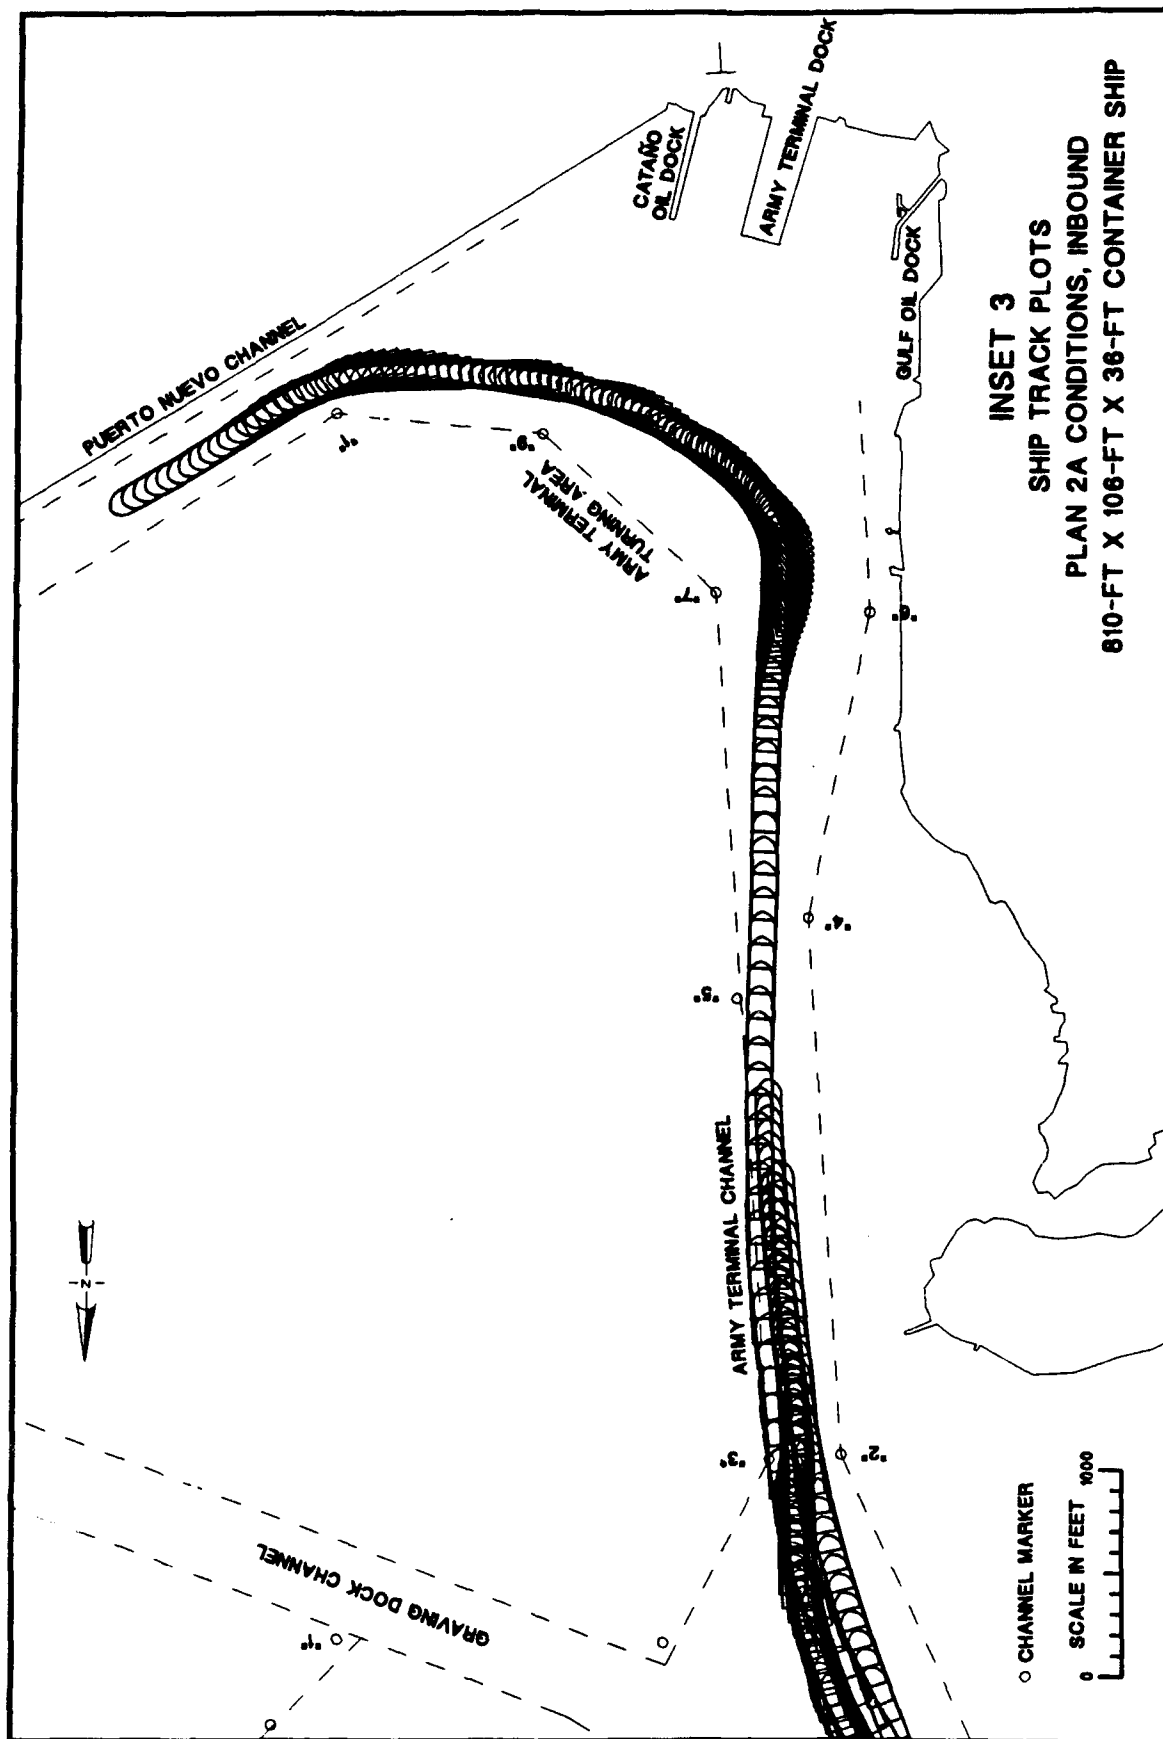 CATAÑO
OIL DOCK
ARMY TERMINAL DOCK
PUERTO NUEVO CHANNEL
GULF OIL DOCK
"1"
"9"
ARMY TERMINAL
TURNING AREA
"7"
"6"
"4"
"5"
ARMY TERMINAL CHANNEL
-N-
"3"
"2"
GRAVING DOCK CHANNEL
"1"
CHANNEL MARKER
SCALE IN FEET
0 1000
INSET 3
SHIP TRACK PLOTS
PLAN 2A CONDITIONS, INBOUND
810-FT X 106-FT X 36-FT CONTAINER SHIP